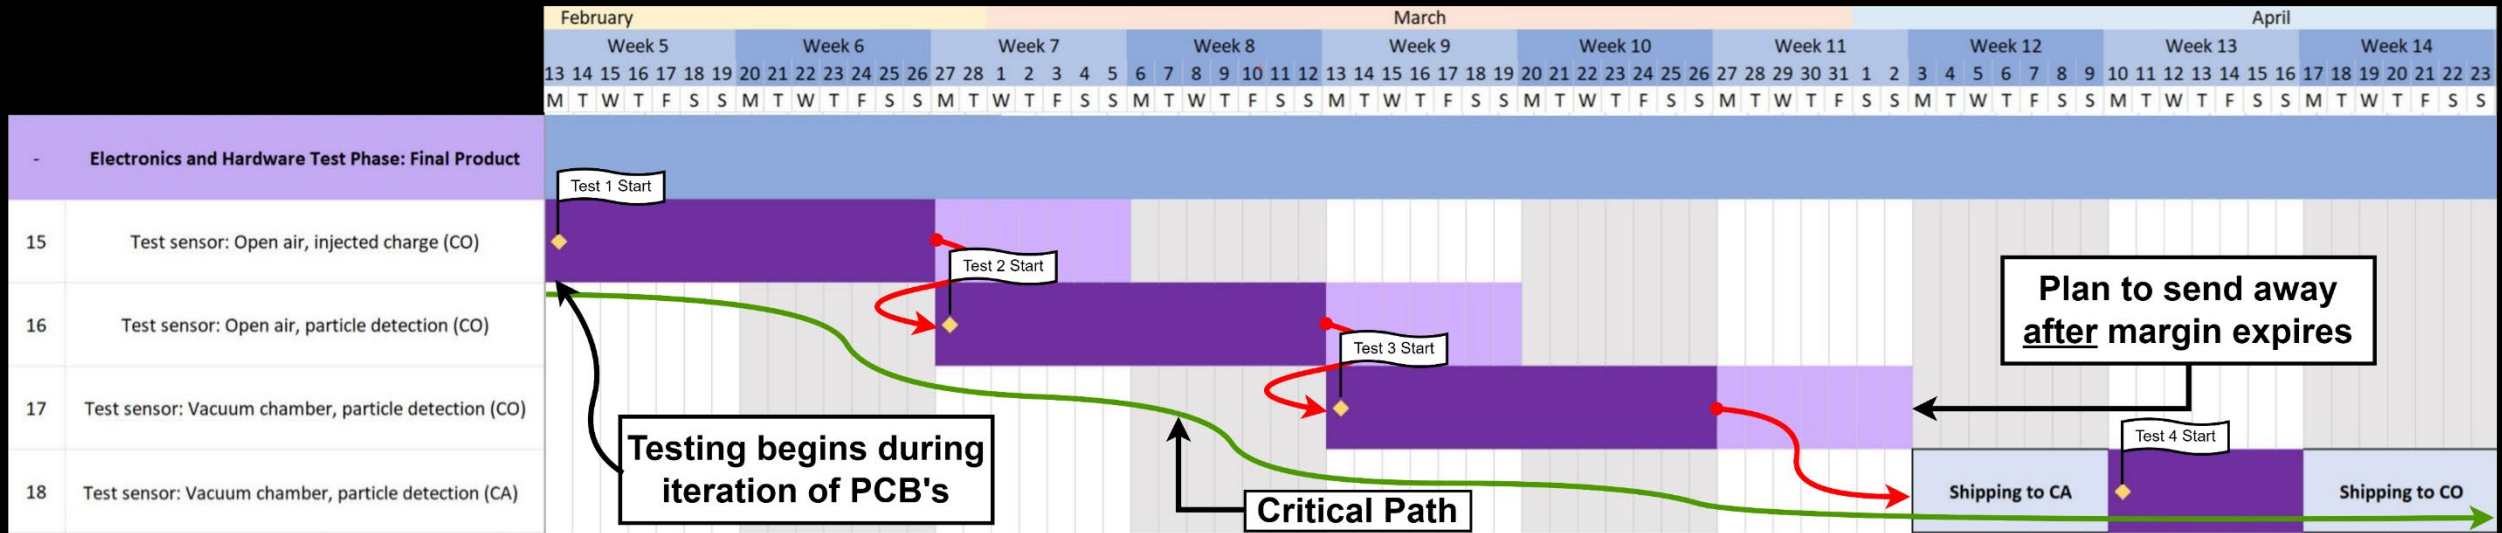 February March April
Week 5 Week 6 Week 7 Week 8 Week 9 Week 10 Week 11 Week 12 Week 13 Week 14
13 14 15 16 17 18 19 20 21 22 23 24 25 26 27 28 1 2 3 4 5 6 7 8 9 10 11 12 13 14 15 16 17 18 19 20 21 22 23 24 25 26 27 28 29 30 31 1 2 3 4 5 6 7 8 9 10 11 12 13 14 15 16 17 18 19 20 21 22 23
M T W T F S S M T W T F S S M T W T F S S M T W T F S S M T W T F S S M T W T F S S M T W T F S S M T W T F S S M T W T F S S M T W T F S S
- Electronics and Hardware Test Phase: Final Product
Test 1 Start
15 Test sensor: Open air, injected charge (CO)
Test 2 Start
16 Test sensor: Open air, particle detection (CO)
Plan to send away
after margin expires
Test 3 Start
17 Test sensor: Vacuum chamber, particle detection (CO)
Testing begins during
iteration of PCB's
Test 4 Start
18 Test sensor: Vacuum chamber, particle detection (CA)
Shipping to CA
Shipping to CO
Critical Path